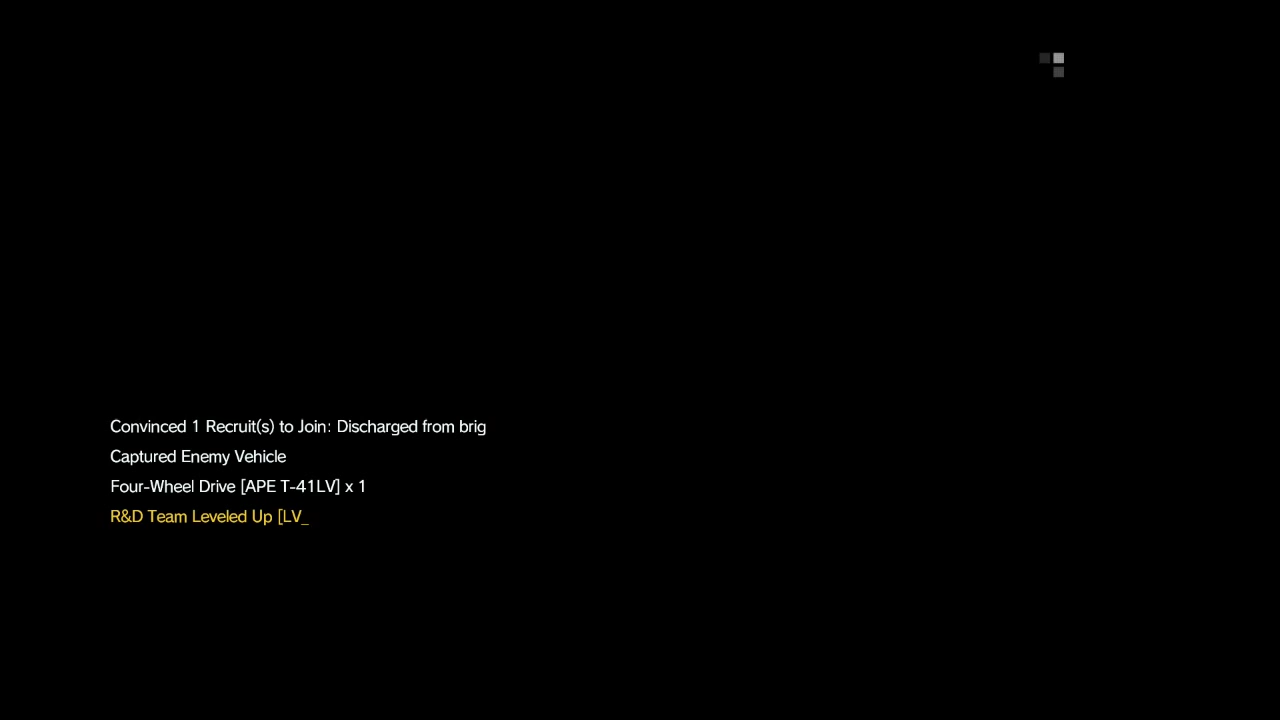 Convinced 1 Recruit(s) to Join: Discharged from brig
Captured Enemy Vehicle
Four-Wheel Drive [APE T-41LV] x 1
R&D Team Leveled Up [LV_